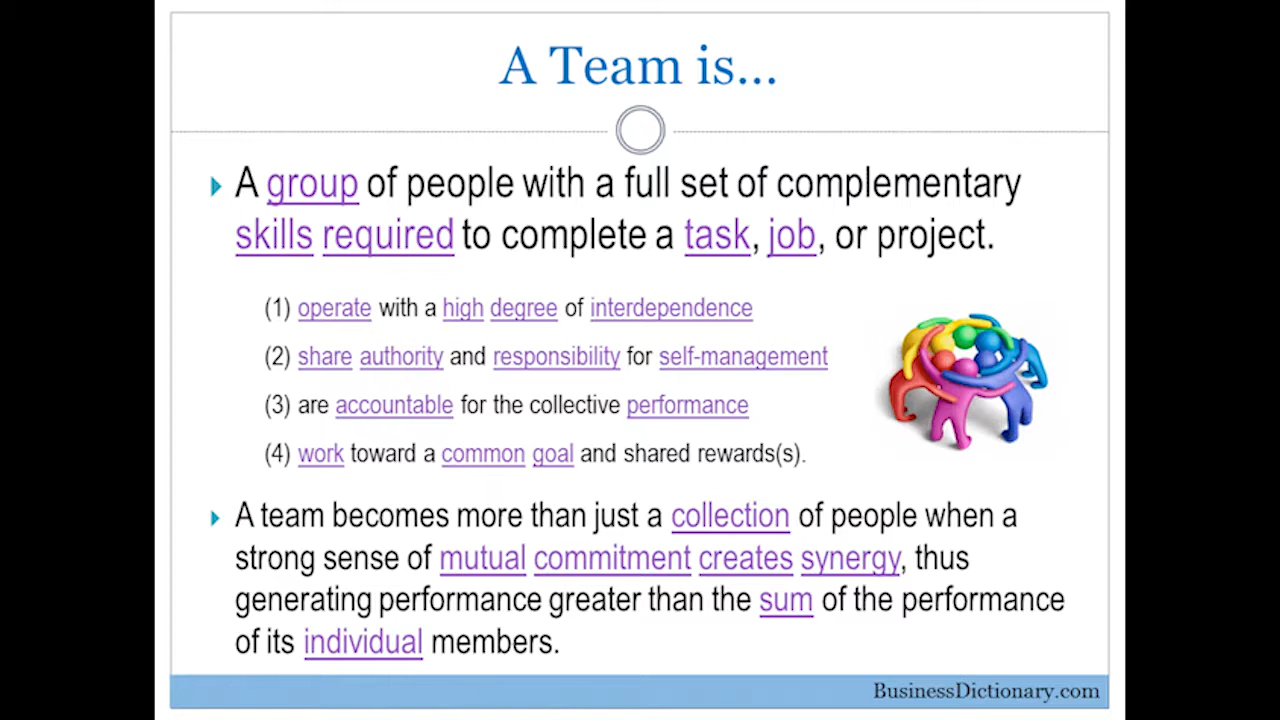 A Team is...
A group of people with a full set of complementary
skills required to complete a task, job, or project.
(1) operate with a high degree of interdependence
(2) share authority and responsibility for self-management
(3) are accountable for the collective performance
(4) work toward a common goal and shared rewards(s).
A team becomes more than just a collection of people when a
strong sense of mutual commitment creates synergy, thus
generating performance greater than the sum of the performance
of its individual members.
BusinessDictionary.com